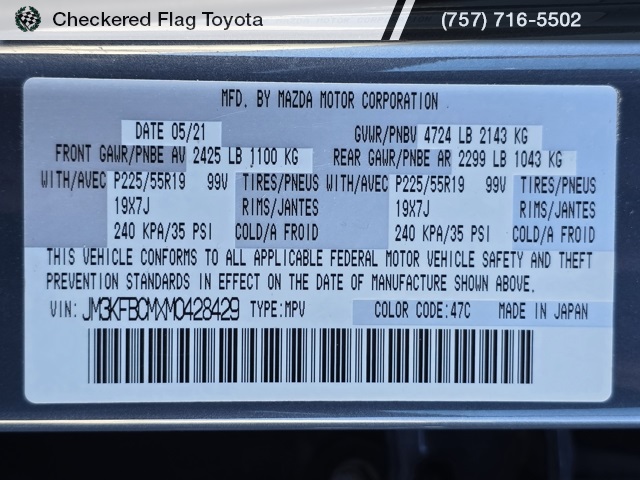 Checkered Flag Toyota (757) 716-5502
MFD. BY MAZDA MOTOR CORPORATION
DATE 05/21 GVWR/PNBV 4724 LB 2143 KG
FRONT GAWR/PNBE AV 2425 LB 1100 KG REAR GAWR/PNBE AR 2299 LB 1043 KG
WITH/AVEC P225/55R19 99V TIRES/PNEUS WITH/AVEC P225/55R19 99V TIRES/PNEUS
19X7J RIMS/JANTES 19X7J RIMS/JANTES
240 KPA/35 PSI COLD/A FROID 240 KPA/35 PSI COLD/A FROID
THIS VEHICLE CONFORMS TO ALL APPLICABLE FEDERAL MOTOR VEHICLE SAFETY AND THEFT
PREVENTION STANDARDS IN EFFECT ON THE DATE OF MANUFACTURE SHOWN ABOVE.
VIN: JM3KFBCMXM0428429 TYPE:MPV COLOR CODE:47C MADE IN JAPAN